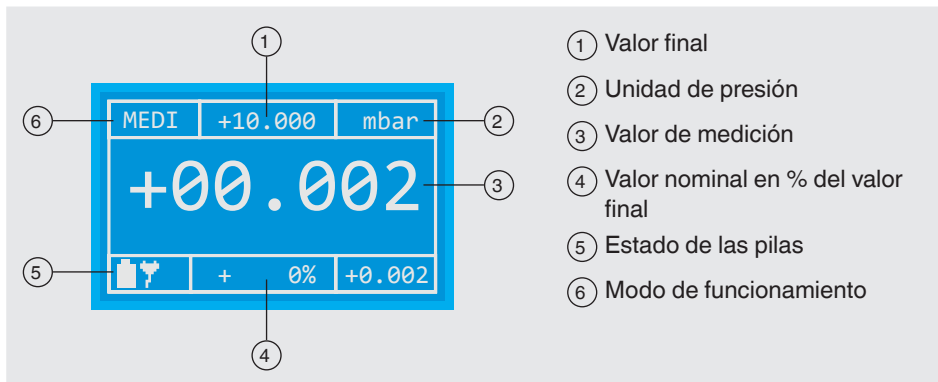 1
6
MEDI
+10.000
mbar
2
+00.002
3
5
+ 0%
+0.002
4
1 Valor final
2 Unidad de presión
3 Valor de medición
4 Valor nominal en % del valor
final
5 Estado de las pilas
6 Modo de funcionamiento